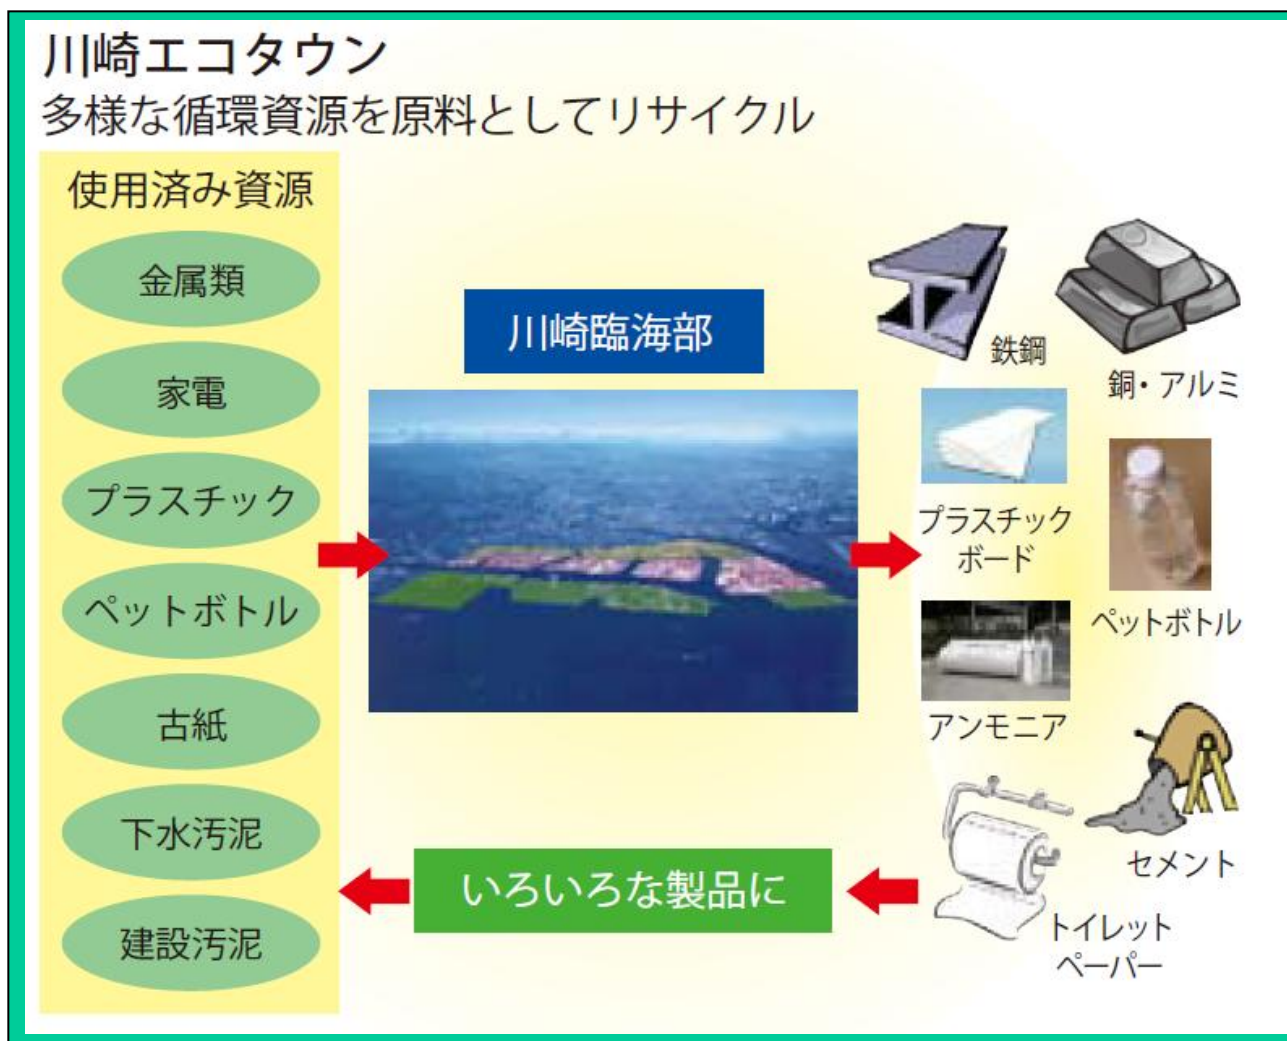 川崎エコタウン
多様な循環資源を原料としてリサイクル
使用済み資源
金属類
家電
プラスチック
ペットボトル
古紙
下水汚泥
建設汚泥
川崎臨海部
いろいろな製品に
鉄鋼
銅・アルミ
プラスチック
ボード
ペットボトル
アンモニア
セメント
トイレット
ペーパー